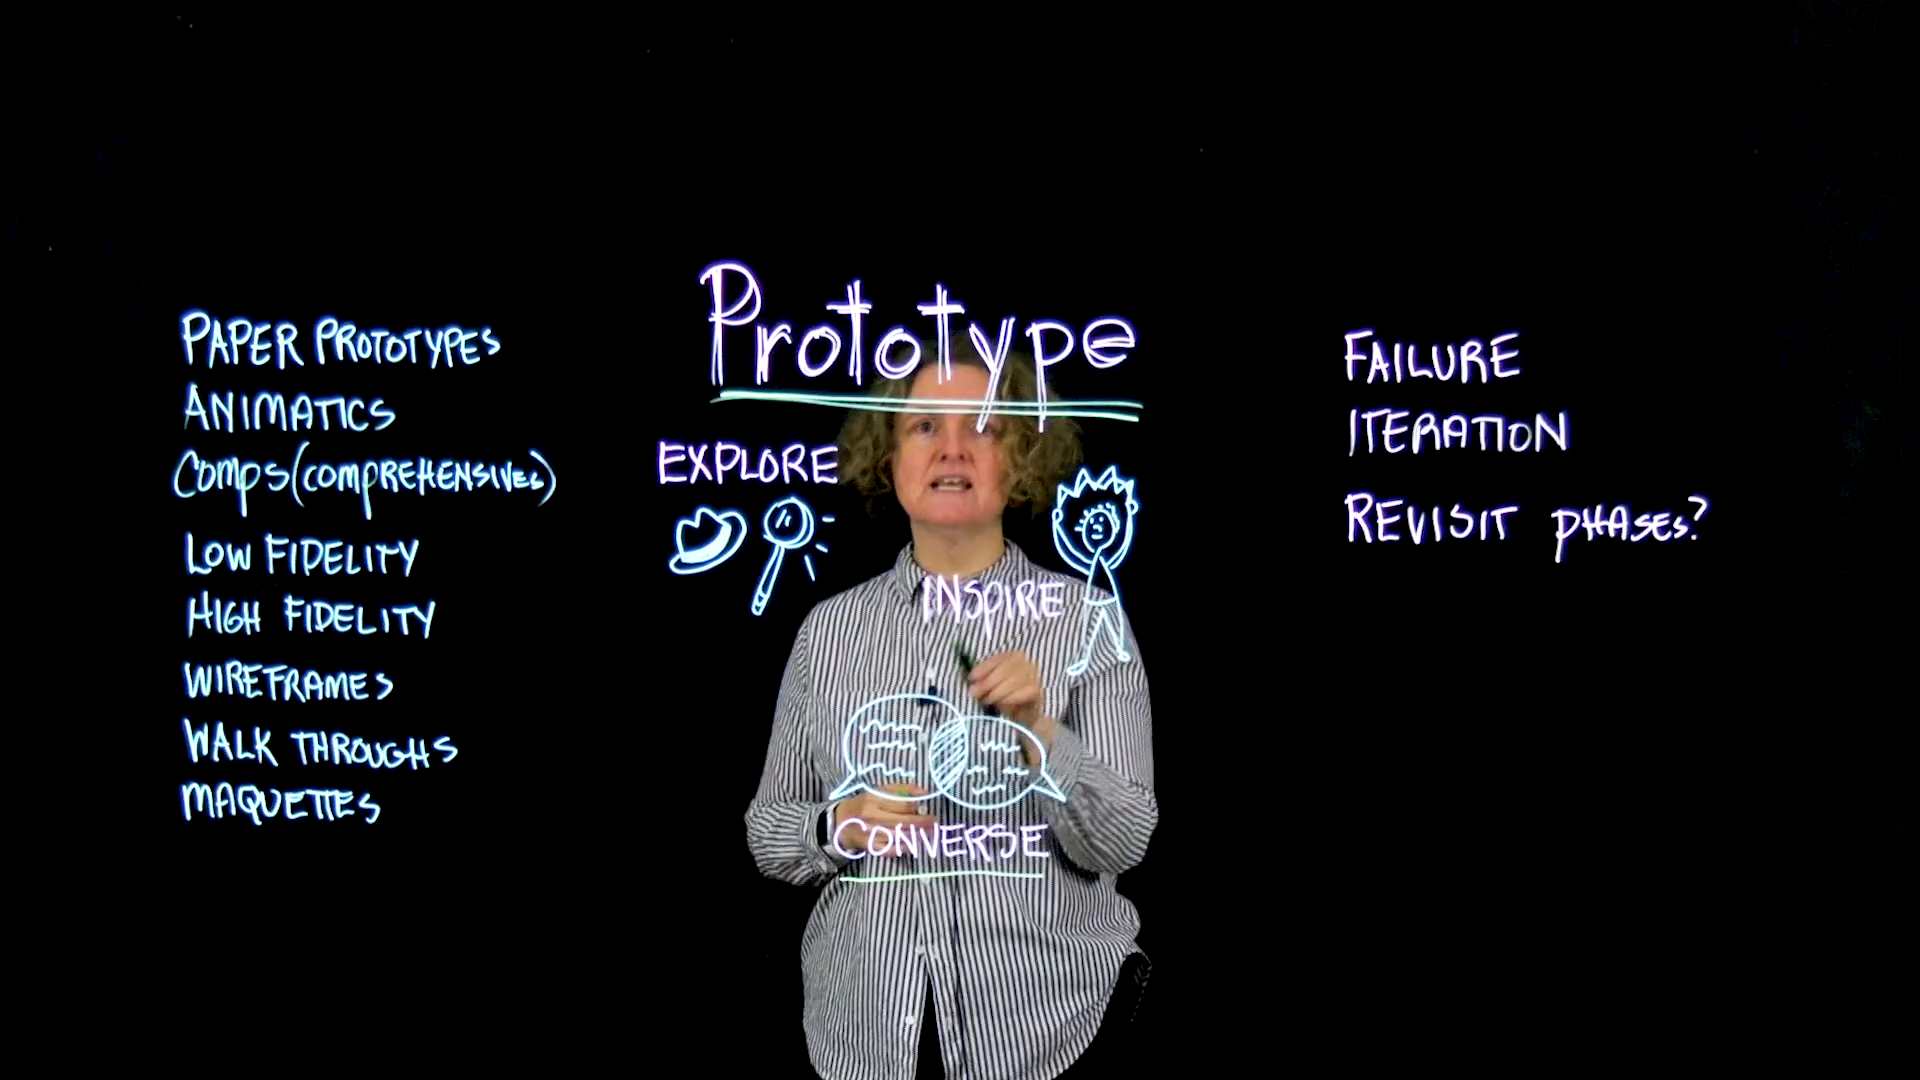 PAPER PROTOTYPES
ANIMATICS
COMPS (COMPREHENSIVES)
LOW FIDELITY
HIGH FIDELITY
WIREFRAMES
WALK THROUGHS
MAQUETTES
Prototype
EXPLORE
INSPIRE
CONVERSE
FAILURE
ITERATION
REVISIT PHASES?